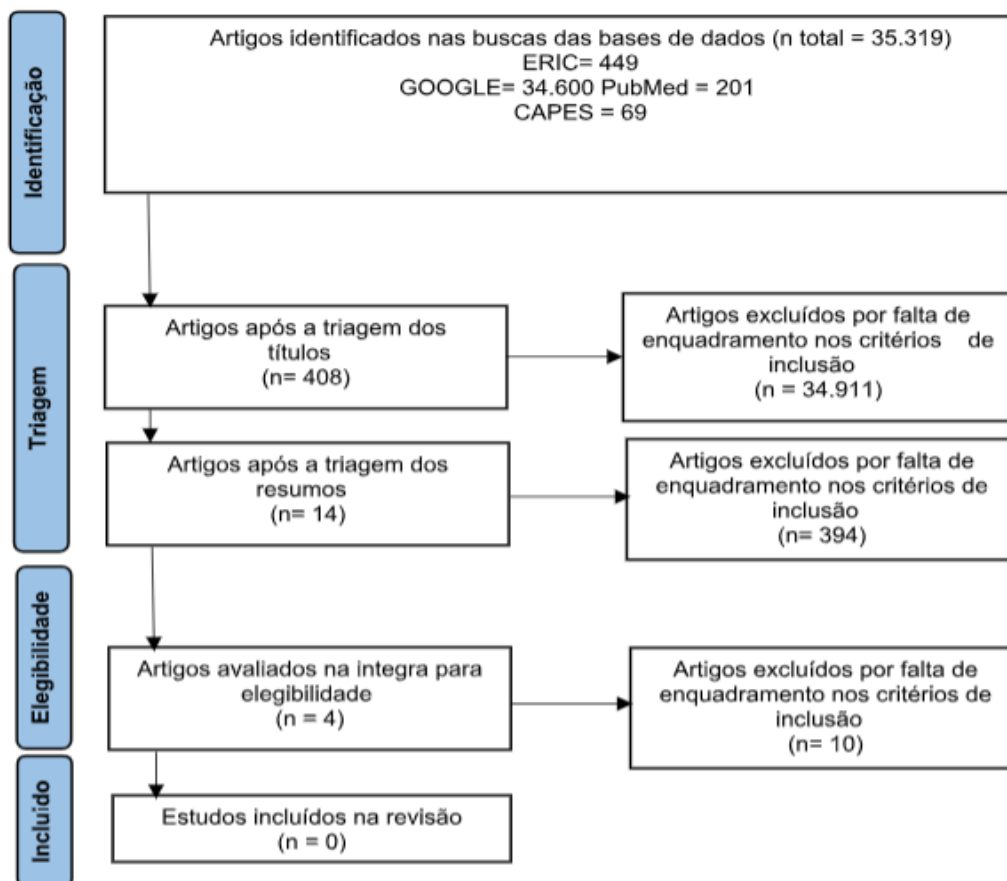 Identificação
Artigos identificados nas buscas das bases de dados (n total = 35.319)
ERIC= 449
GOOGLE= 34.600 PubMed = 201
CAPES = 69
Triagem
Artigos após a triagem dos
títulos
(n= 408)
Artigos excluídos por falta de
enquadramento nos critérios de
inclusão
(n = 34.911)
Artigos após a triagem dos
resumos
(n= 14)
Artigos excluídos por falta de
enquadramento nos critérios de
inclusão
(n= 394)
Elegibilidade
Artigos avaliados na integra para
elegibilidade
(n = 4)
Artigos excluídos por falta de
enquadramento nos critérios de
inclusão
(n= 10)
Incluído
Estudos incluídos na revisão
(n = 0)